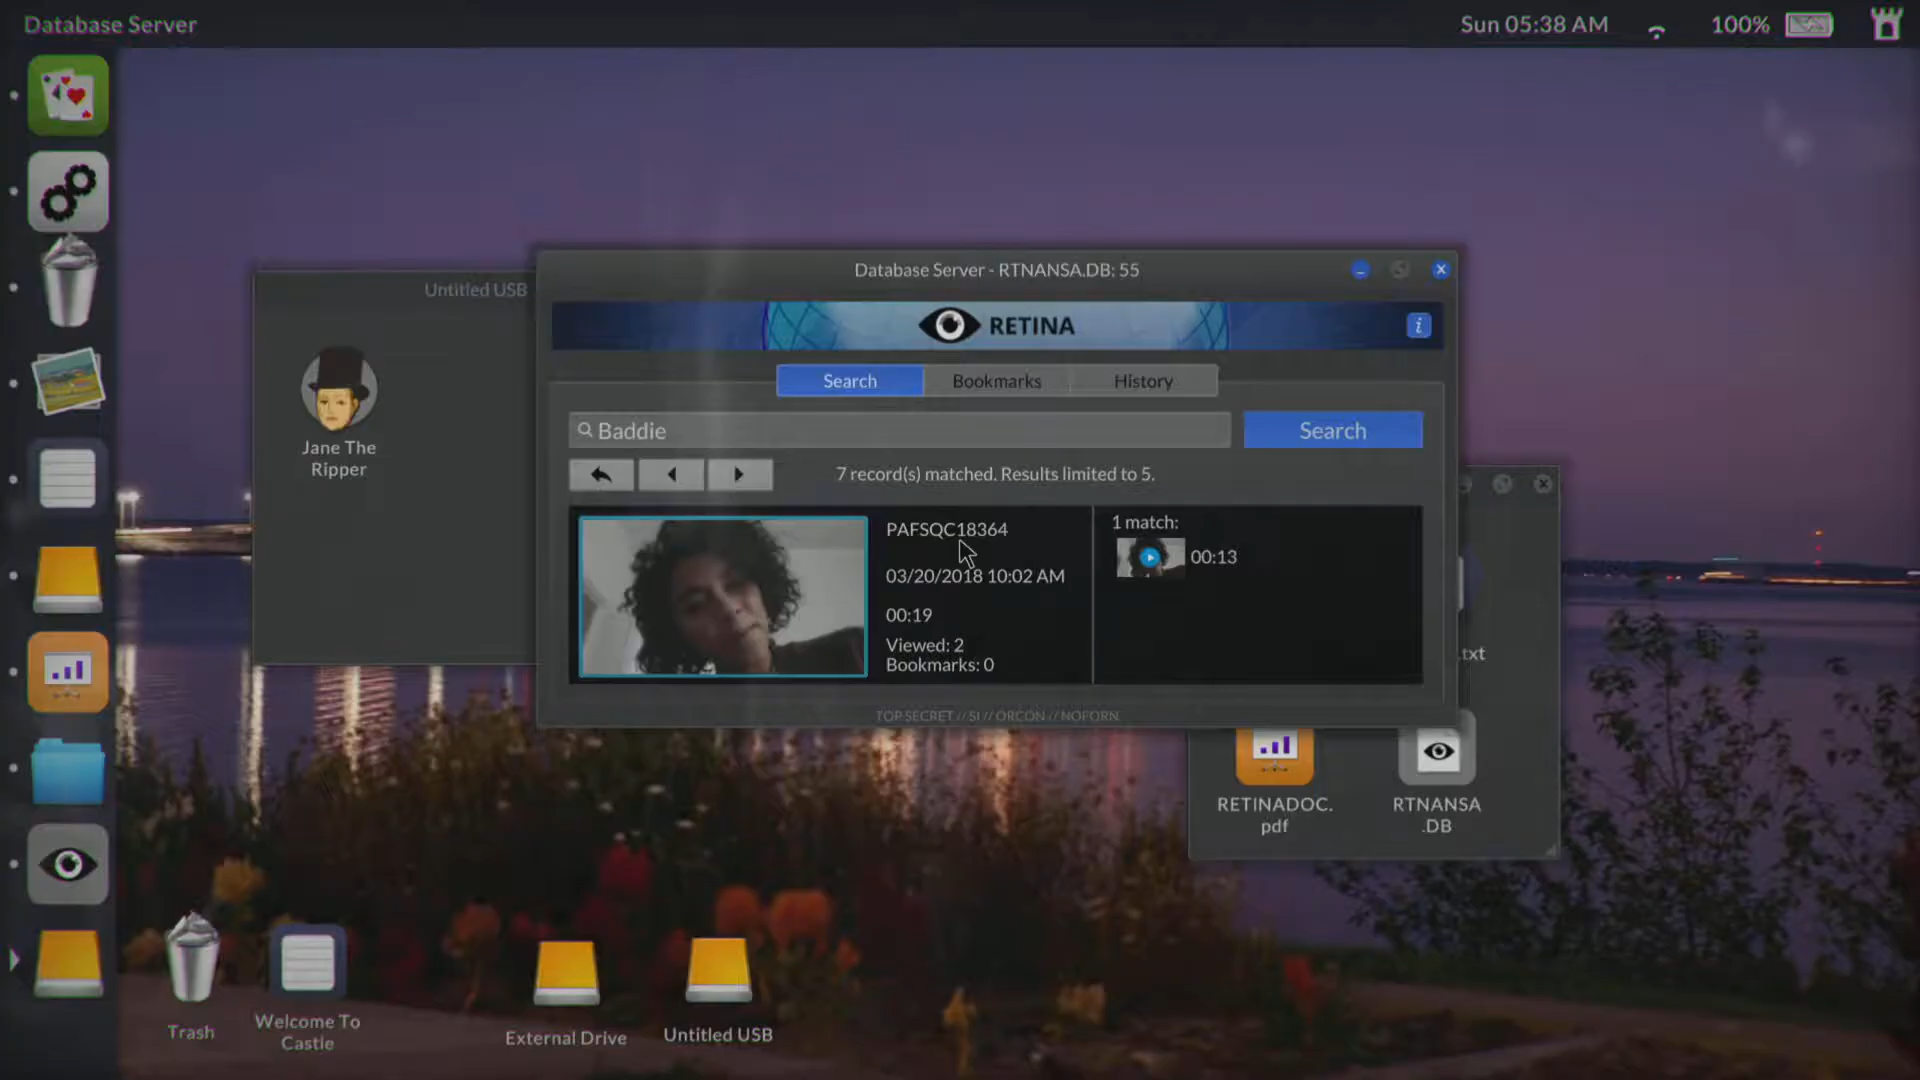 Database Server
Sun 05:38 AM
100%
Untitled USB
Jane The
Ripper
Database Server - RTNANSA.DB: 55
RETINA
i
Search
Bookmarks
History
Baddie
Search
7 record(s) matched. Results limited to 5.
PAFSQC18364
03/20/2018 10:02 AM
00:19
Viewed: 2
Bookmarks: 0
1 match:
00:13
TOP SECRET // SI // ORCON // NOFORN
.txt
RETINADOC.
pdf
RTNANSA
.DB
Trash
Welcome To
Castle
External Drive
Untitled USB